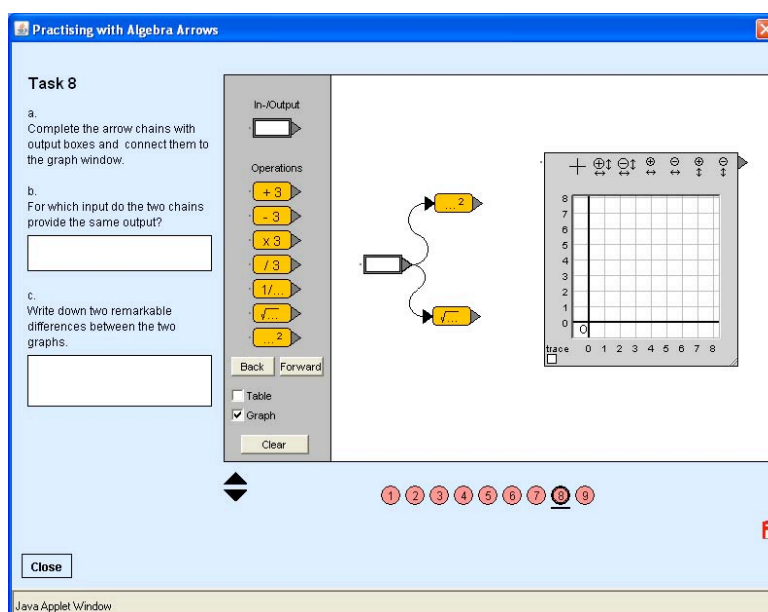 Practising with Algebra Arrows
Task 8
a.
Complete the arrow chains with
output boxes and connect them to
the graph window.
b.
For which input do the two chains
provide the same output?
c.
Write down two remarkable
differences between the two
graphs.
In-/Output
Operations
+ 3
- 3
x 3
/ 3
1/...
√...
...²
Back Forward
Table
Graph
Clear
...²
√...
8
7
6
5
4
3
2
1
0
O
trace 0 1 2 3 4 5 6 7 8
1 2 3 4 5 6 7 8 9
Close
Java Applet Window